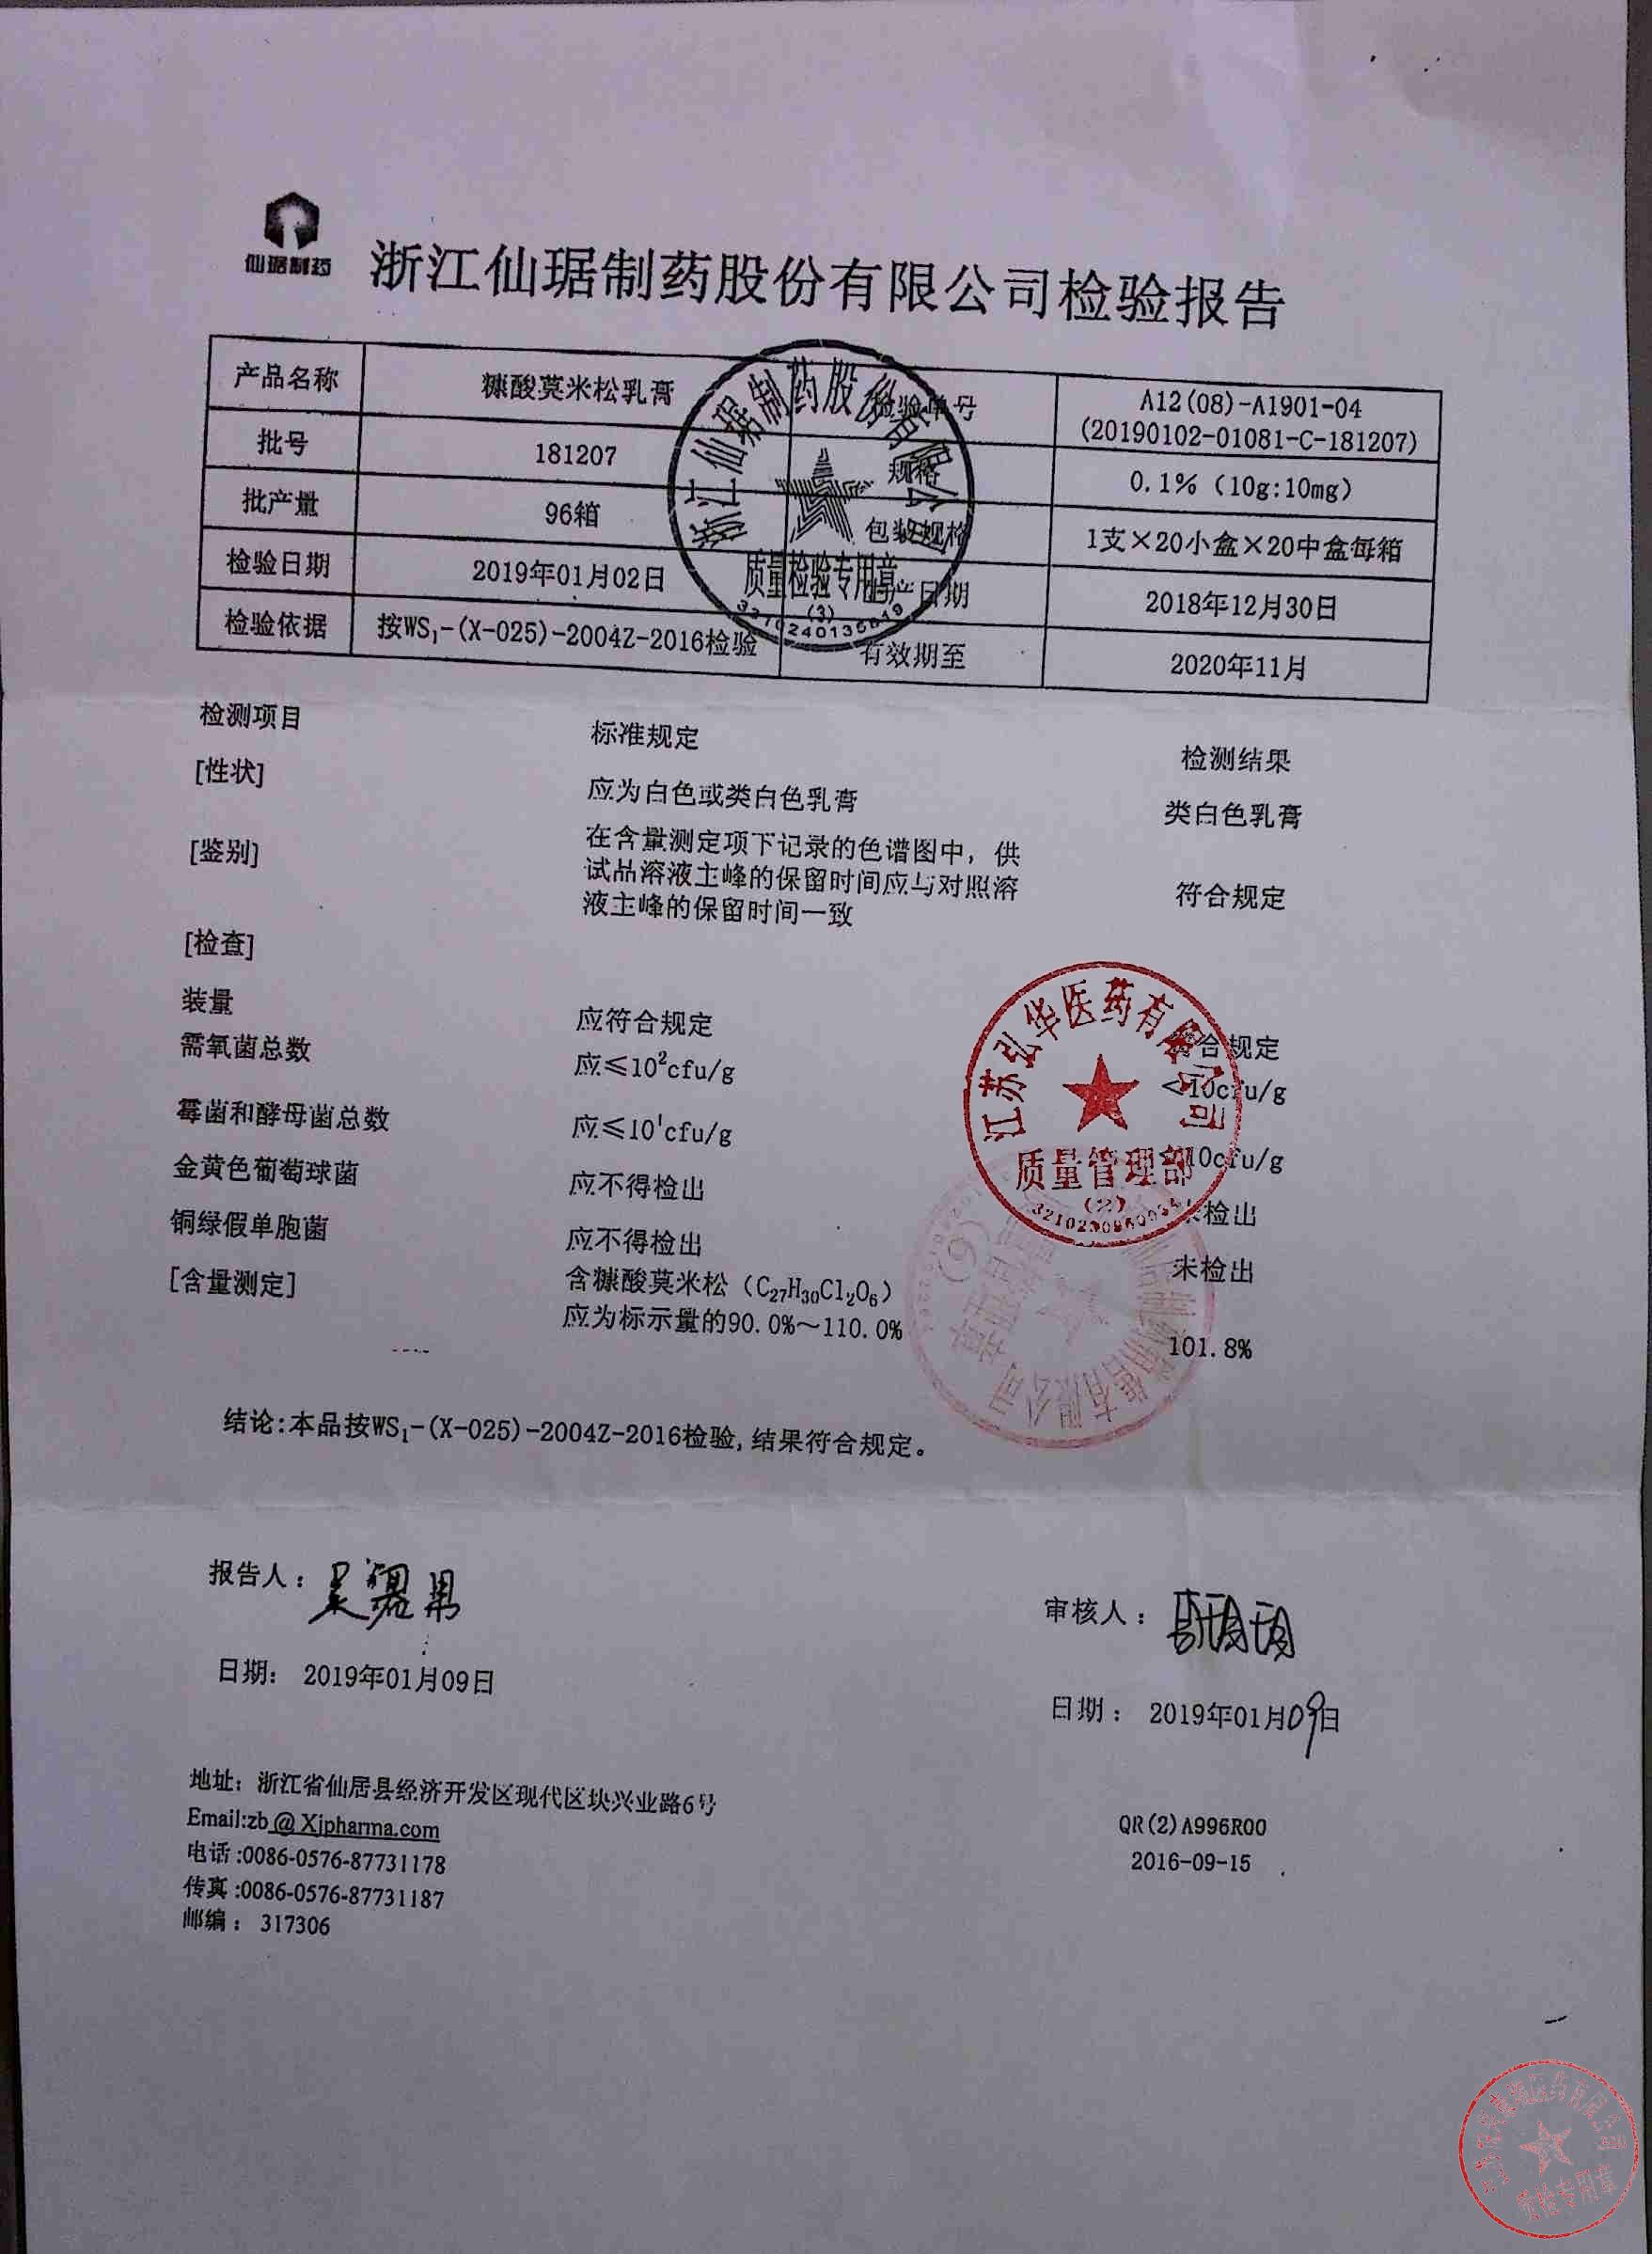 仙琚制药
浙江仙琚制药股份有限公司检验报告
产品名称 糠酸莫米松乳膏 检验单号 A12(08)-A1901-04
(20190102-01081-C-181207)
批号 181207 规格 0.1%（10g:10mg）
批产量 96箱 包装规格 1支×20小盒×20中盒每箱
检验日期 2019年01月02日 生产日期 2018年12月30日
检验依据 按WS₁-(X-025)-2004Z-2016检验 有效期至 2020年11月
浙江仙琚制药股份有限公司
质量检验专用章
(3)
检测项目 标准规定 检测结果
[性状] 应为白色或类白色乳膏 类白色乳膏
[鉴别] 在含量测定项下记录的色谱图中，供
试品溶液主峰的保留时间应与对照溶 符合规定
液主峰的保留时间一致
[检查]
装量 应符合规定 符合规定
需氧菌总数 应≤10²cfu/g <10cfu/g
霉菌和酵母菌总数 应≤10¹cfu/g <10cfu/g
金黄色葡萄球菌 应不得检出 未检出
铜绿假单胞菌 应不得检出 未检出
[含量测定] 含糠酸莫米松（C₂₇H₃₀Cl₂O₆）
应为标示量的90.0%～110.0% 101.8%
江苏弘华医药有限公司
质量管理部
(2)
结论:本品按WS₁-(X-025)-2004Z-2016检验,结果符合规定。
报告人：
审核人：
日期： 2019年01月09日
日期： 2019年01月09日
地址：浙江省仙居县经济开发区现代区块兴业路6号
Email:zb@Xjpharma.com
电话:0086-0576-87731178
传真:0086-0576-87731187
邮编：317306
QR(2)A996R00
2016-09-15
质检专用章